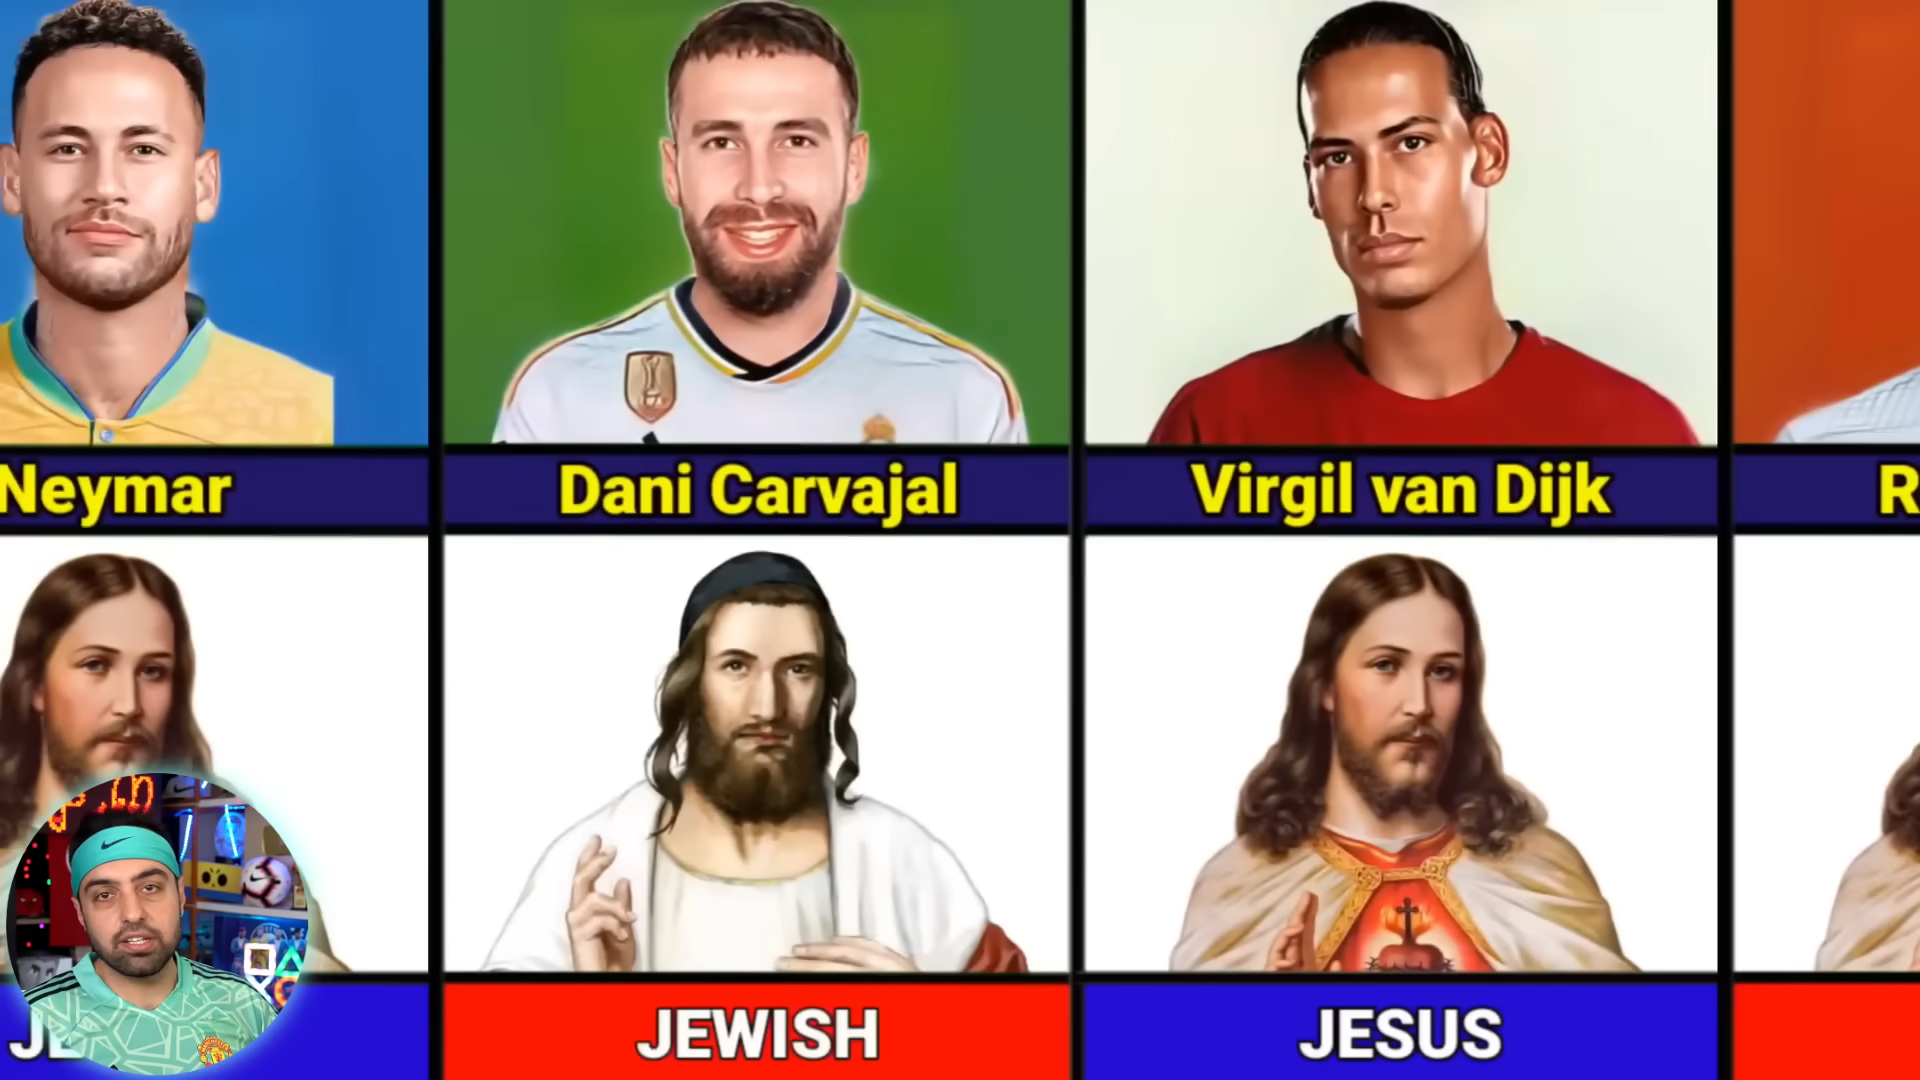 Neymar
Dani Carvajal
Virgil van Dijk
R
JEWISH
JESUS